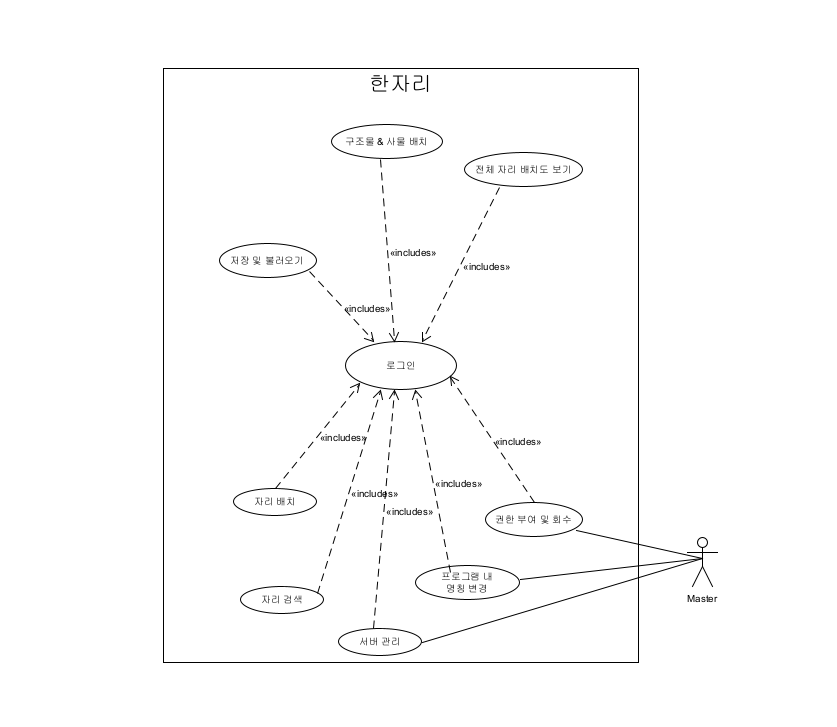 한자리
구조물 & 사물 배치
전체 자리 배치도 보기
«includes»
저장 및 불러오기
«includes»
«includes»
로그인
«includes»
«includes»
«includes»
«includes»
«includes»
자리 배치
권한 부여 및 회수
프로그램 내
명칭 변경
자리 검색
Master
서버 관리